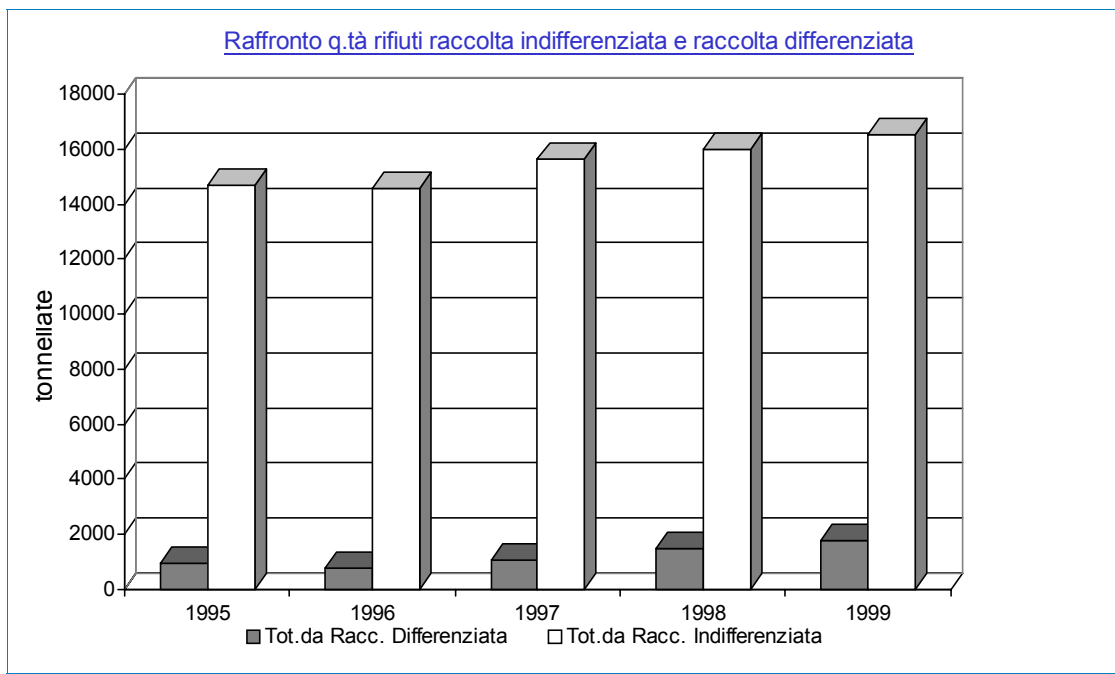 Raffronto q.tà rifiuti raccolta indifferenziata e raccolta differenziata
18000
16000
14000
12000
10000
8000
6000
4000
2000
0
tonnellate
1995 1996 1997 1998 1999
Tot.da Racc. Differenziata Tot.da Racc. Indifferenziata